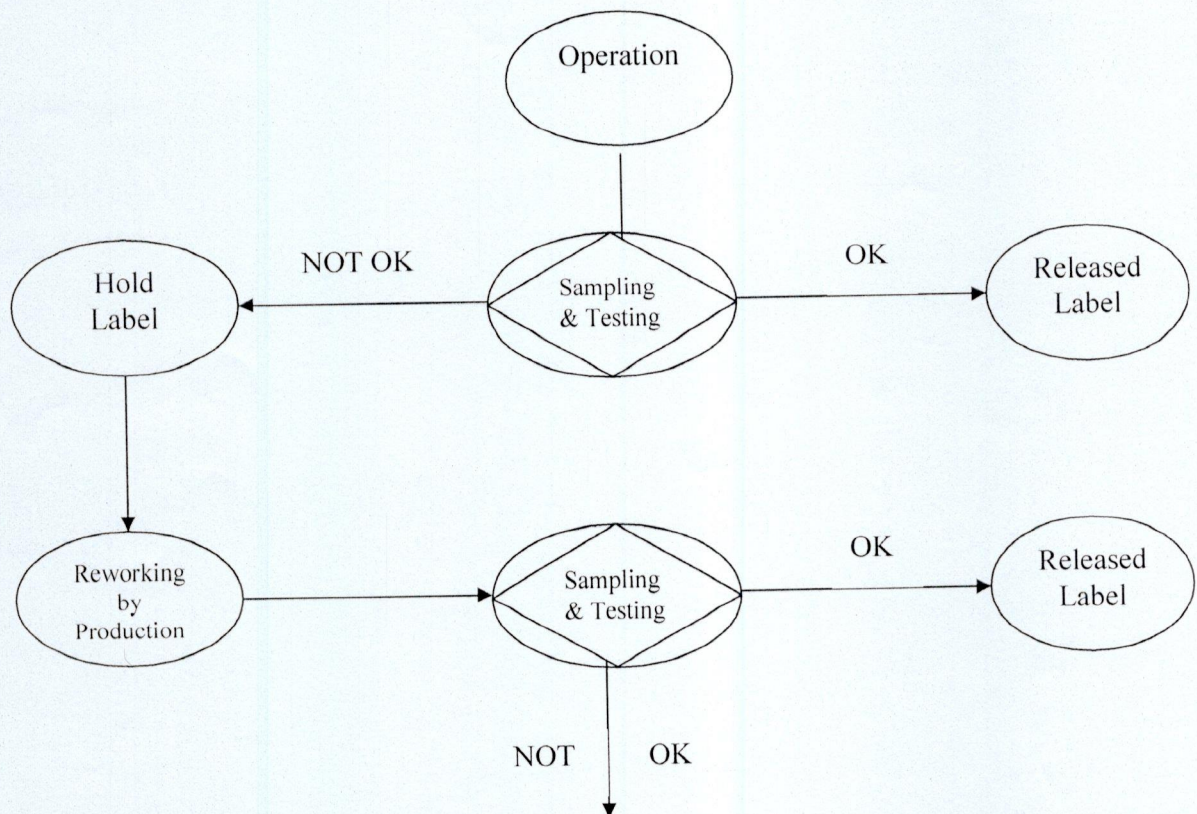 Operation
NOT OK
OK
Hold
Label
Sampling
& Testing
Released
Label
OK
Reworking
by
Production
Sampling
& Testing
Released
Label
NOT OK